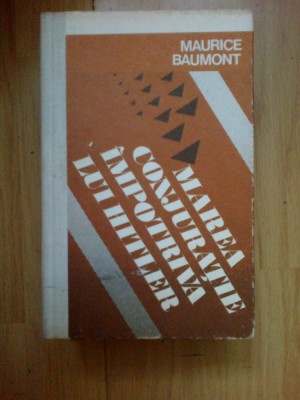 MAURICE
BAUMONT
MAREA
CONJURAȚIE
ÎMPOTRIVA
LUI HITLER